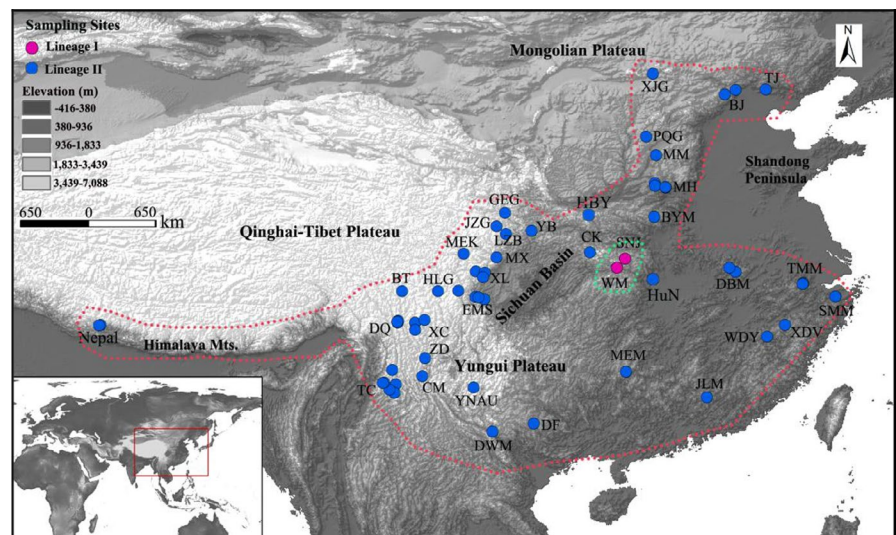 Sampling Sites
Lineage I
Lineage II
Elevation (m)
-416-380
380-936
936-1,833
1,833-3,439
3,439-7,088
650 0 650
km
N
Mongolian Plateau
XJG
BJ
TJ
PQG
MM
Shandong
Peninsula
MH
GEG
HBY
BYM
JZG
LZB
YB
Qinghai-Tibet Plateau
MEK
MX
CK
SNJ
XL
WM
Sichuan Basin
BT
HLG
EMS
HuN
DBM
TMM
SMM
Nepal
DQ
XC
Himalaya Mts.
ZD
Yungui Plateau
WDY
XDV
MEM
TC
CM
YNAU
JLM
DWM
DF